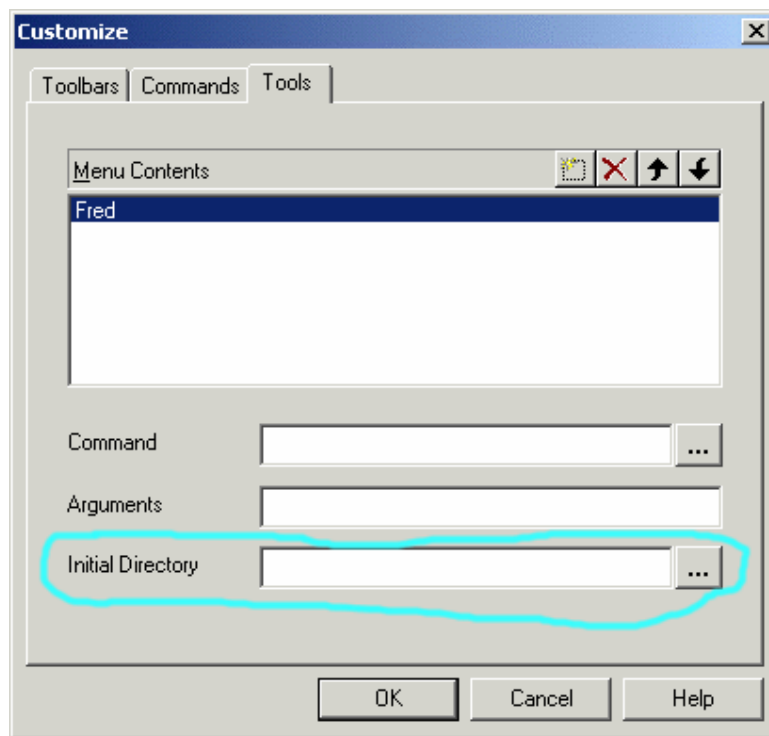 Customize
Toolbars Commands Tools
Menu Contents
Fred
Command ...
Arguments
Initial Directory ...
OK Cancel Help